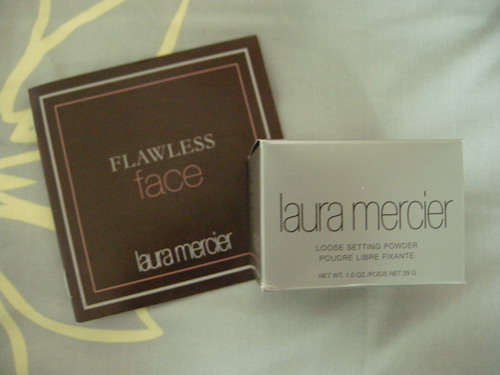 FLAWLESS
face
laura mercier
laura mercier
LOOSE SETTING POWDER
POUDRE LIBRE FIXANTE
NET WT. 1.0 OZ./POIDS NET 29 G